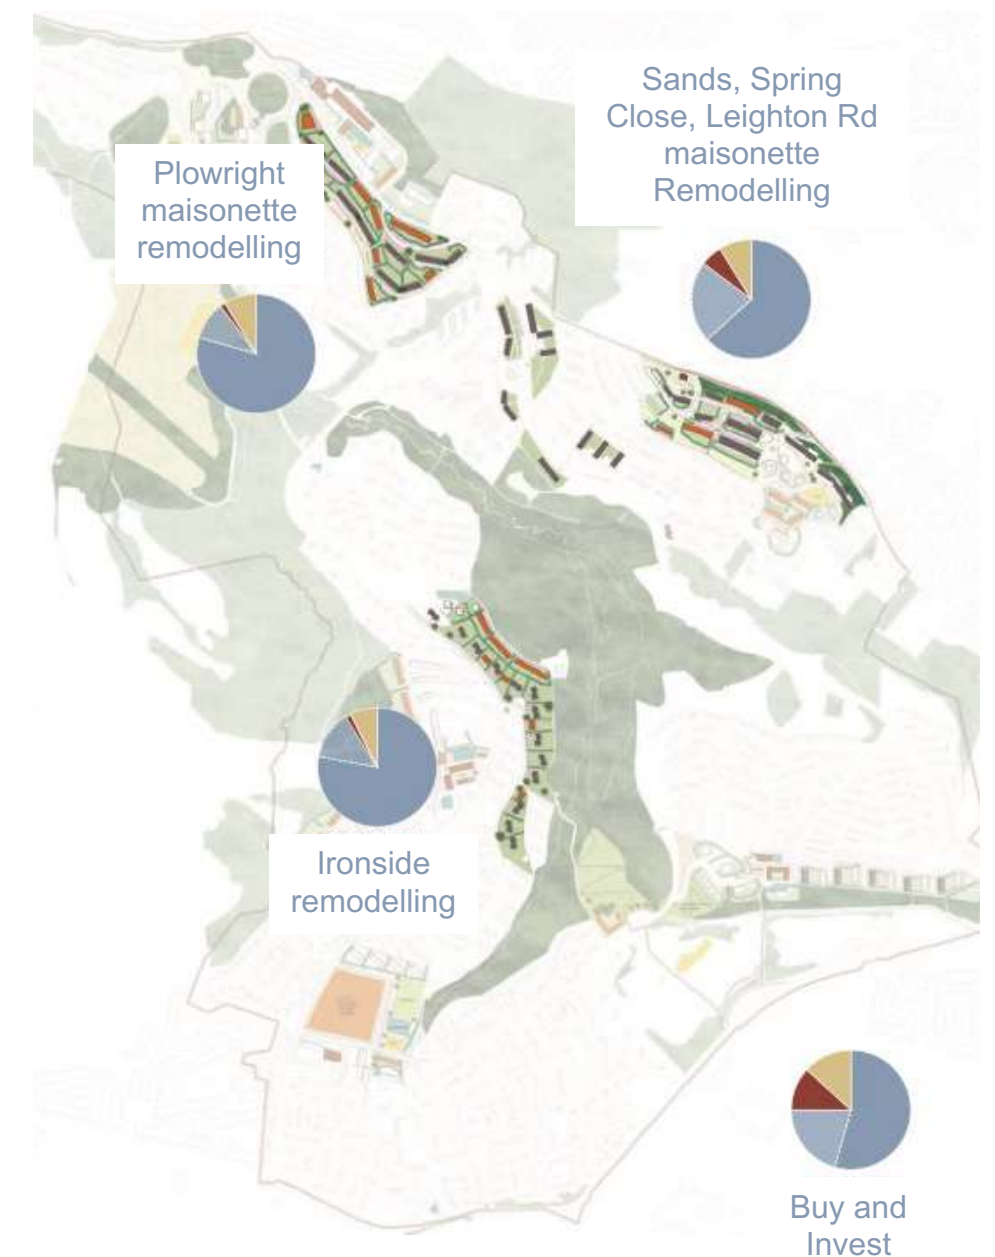 Sands, Spring
Close, Leighton Rd
maisonette
Remodelling
Plowright
maisonette
remodelling
Ironside
remodelling
Buy and
Invest